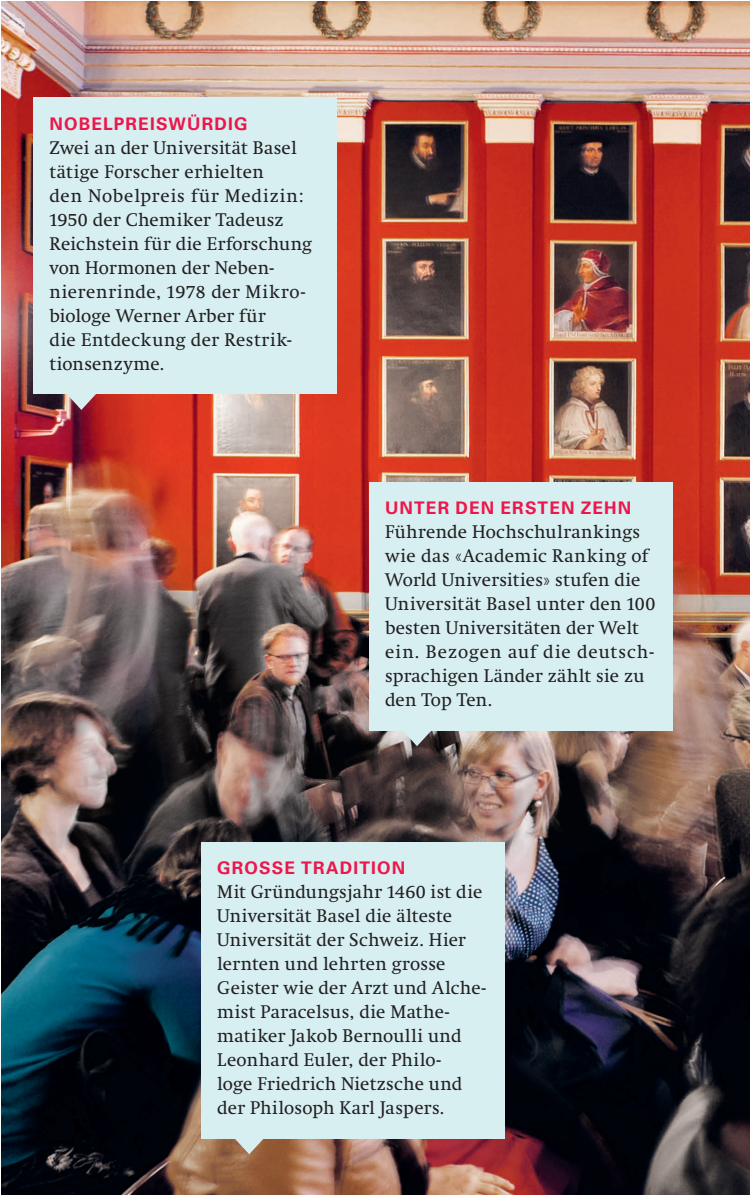 NOBELPREISWÜRDIG
Zwei an der Universität Basel
tätige Forscher erhielten
den Nobelpreis für Medizin:
1950 der Chemiker Tadeusz
Reichstein für die Erforschung
von Hormonen der Neben-
nierenrinde, 1978 der Mikro-
biologe Werner Arber für
die Entdeckung der Restrik-
tionsenzyme.
UNTER DEN ERSTEN ZEHN
Führende Hochschulrankings
wie das «Academic Ranking of
World Universities» stufen die
Universität Basel unter den 100
besten Universitäten der Welt
ein. Bezogen auf die deutsch-
sprachigen Länder zählt sie zu
den Top Ten.
GROSSE TRADITION
Mit Gründungsjahr 1460 ist die
Universität Basel die älteste
Universität der Schweiz. Hier
lernten und lehrten grosse
Geister wie der Arzt und Alche-
mist Paracelsus, die Mathe-
matiker Jakob Bernoulli und
Leonhard Euler, der Philo-
loge Friedrich Nietzsche und
der Philosoph Karl Jaspers.